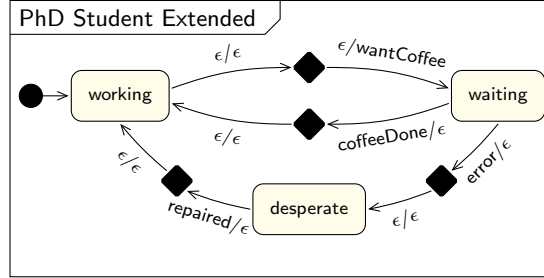 PhD Student Extended
ϵ/ϵ
ϵ/wantCoffee
working
waiting
ϵ/ϵ
coffeeDone/ϵ
ϵ/ϵ
error/ϵ
repaired/ϵ
desperate
ϵ/ϵ